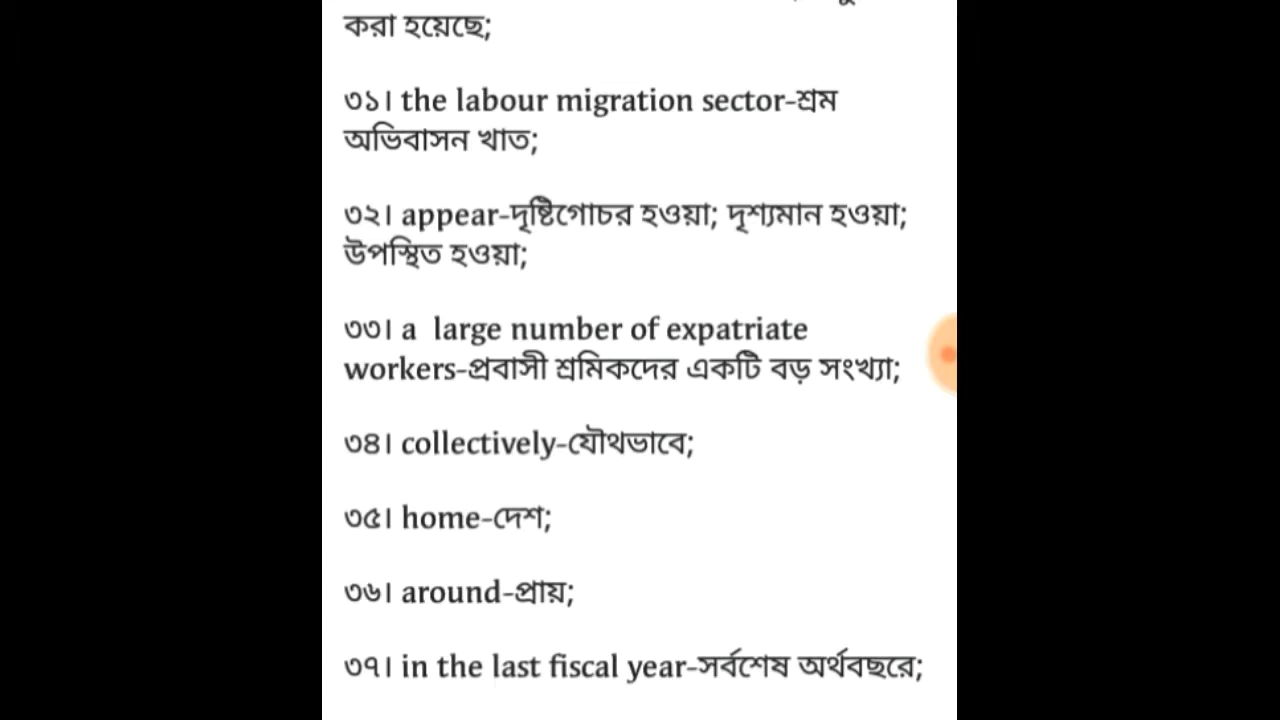 করা হয়েছে;
৩১। the labour migration sector-শ্রম
অভিবাসন খাত;
৩২। appear-দৃষ্টিগোচর হওয়া; দৃশ্যমান হওয়া;
উপস্থিত হওয়া;
৩৩। a large number of expatriate
workers-প্রবাসী শ্রমিকদের একটি বড় সংখ্যা;
৩৪। collectively-যৌথভাবে;
৩৫। home-দেশ;
৩৬। around-প্রায়;
৩৭। in the last fiscal year-সর্বশেষ অর্থবছরে;